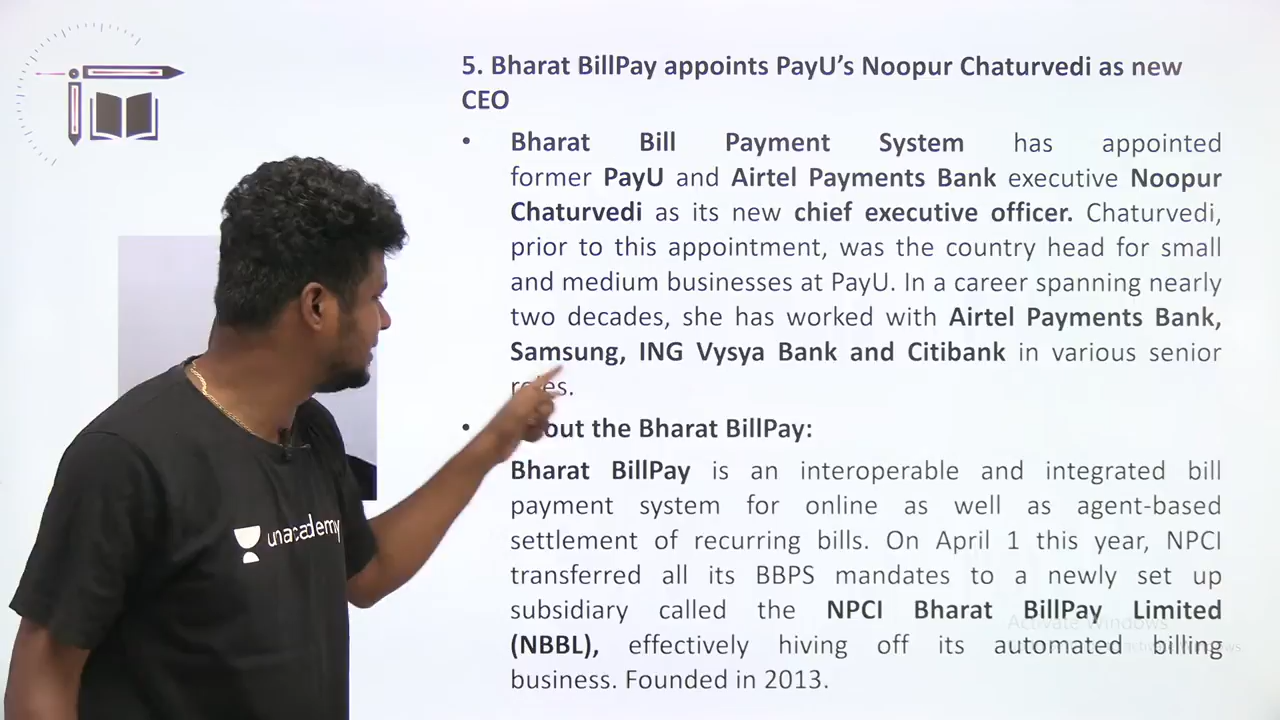 5. Bharat BillPay appoints PayU’s Noopur Chaturvedi as new
CEO
• Bharat Bill Payment System has appointed
former PayU and Airtel Payments Bank executive Noopur
Chaturvedi as its new chief executive officer. Chaturvedi,
prior to this appointment, was the country head for small
and medium businesses at PayU. In a career spanning nearly
two decades, she has worked with Airtel Payments Bank,
Samsung, ING Vysya Bank and Citibank in various senior
roles.
• out the Bharat BillPay:
Bharat BillPay is an interoperable and integrated bill
payment system for online as well as agent-based
settlement of recurring bills. On April 1 this year, NPCI
transferred all its BBPS mandates to a newly set up
subsidiary called the NPCI Bharat BillPay Limited
(NBBL), effectively hiving off its automated billing
business. Founded in 2013.
unacademy
Activate Windows